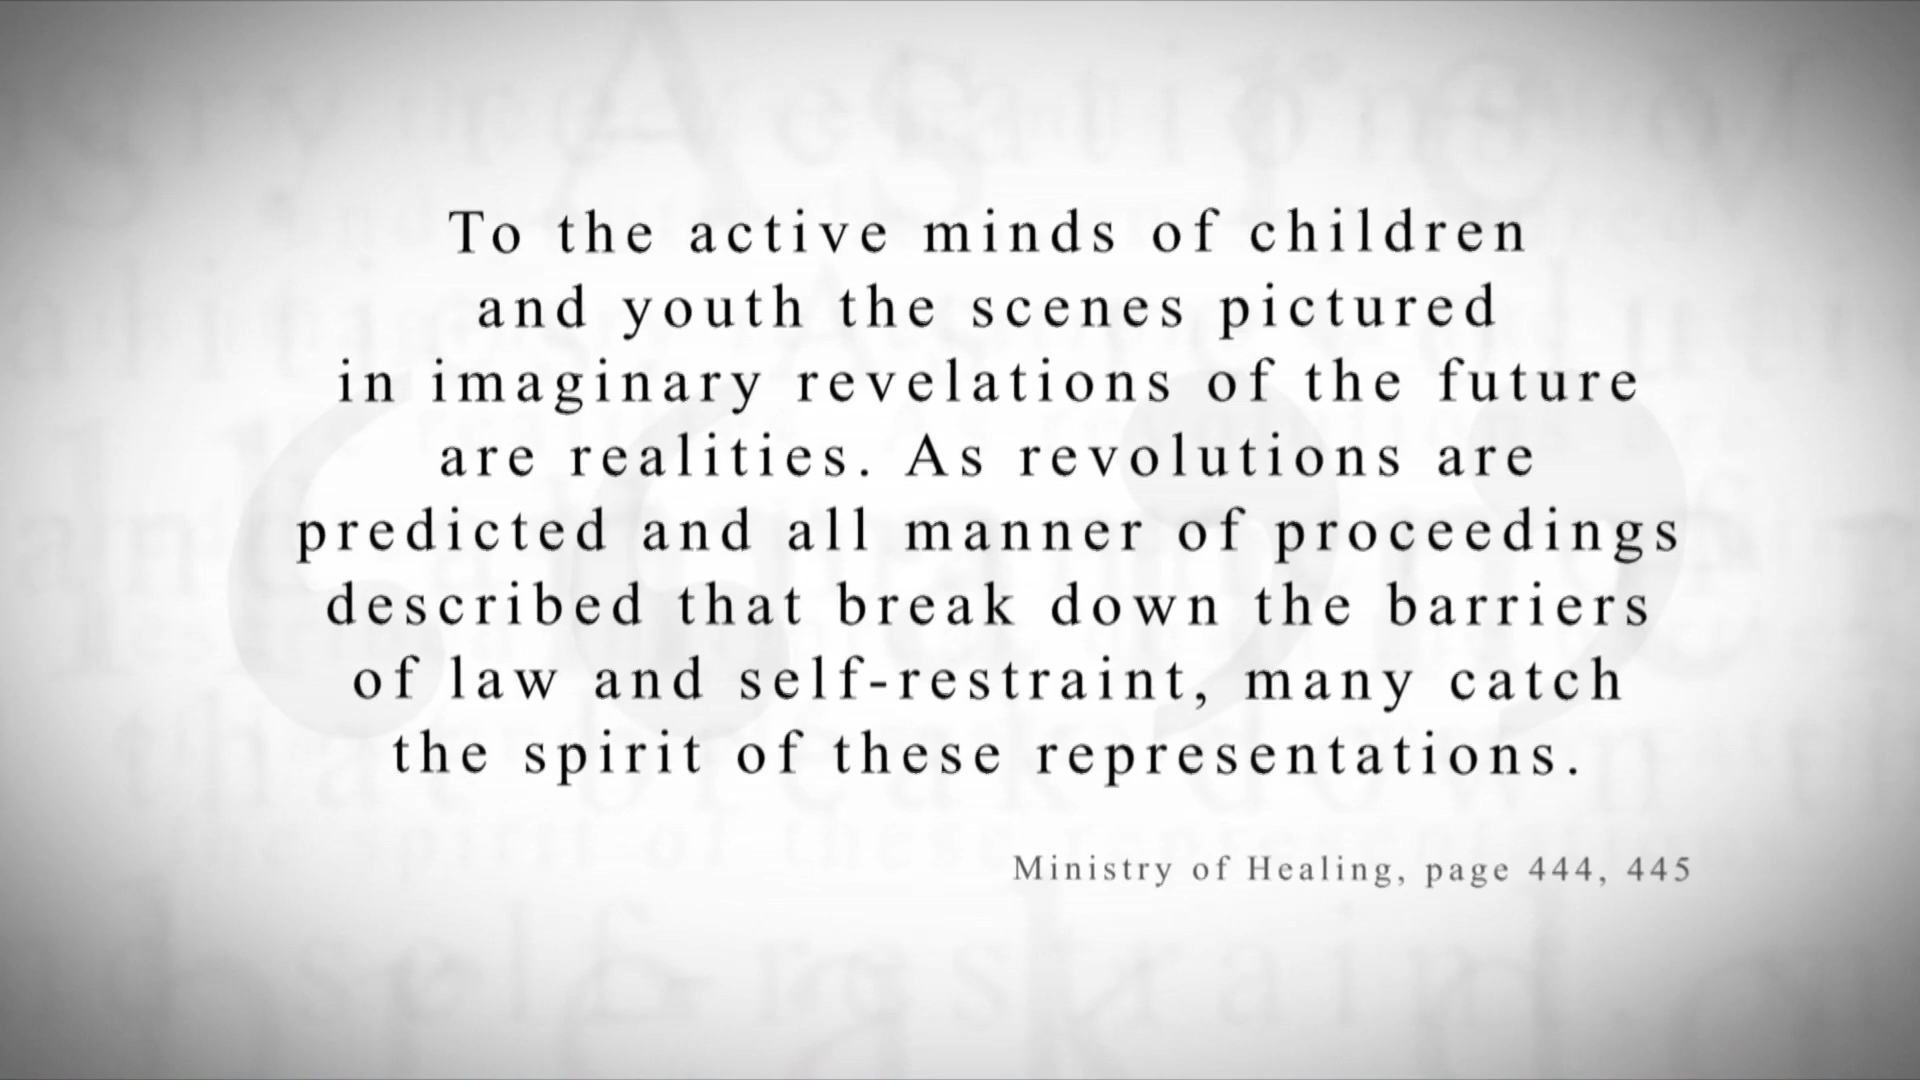 To the active minds of children
and youth the scenes pictured
in imaginary revelations of the future
are realities. As revolutions are
predicted and all manner of proceedings
described that break down the barriers
of law and self-restraint, many catch
the spirit of these representations.
Ministry of Healing, page 444, 445